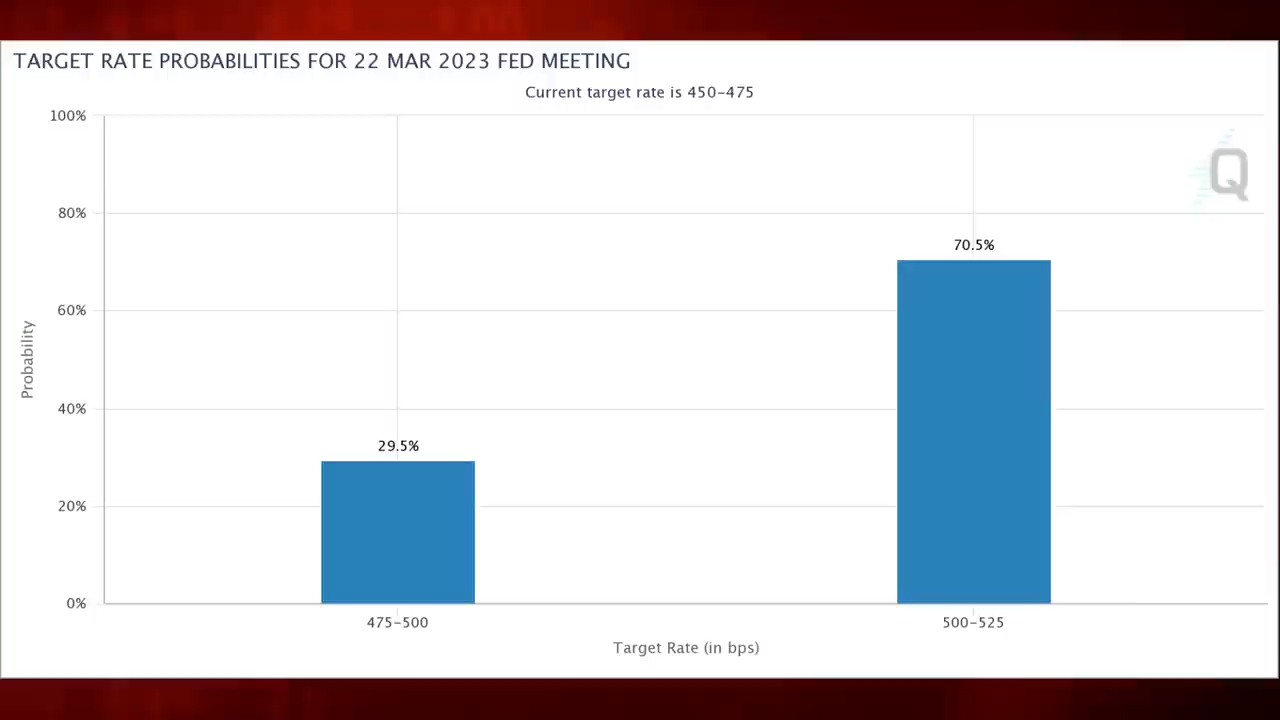 TARGET RATE PROBABILITIES FOR 22 MAR 2023 FED MEETING
Current target rate is 450-475
100%
80%
60%
40%
20%
0%
Probability
29.5%
70.5%
475-500
500-525
Target Rate (in bps)
Q